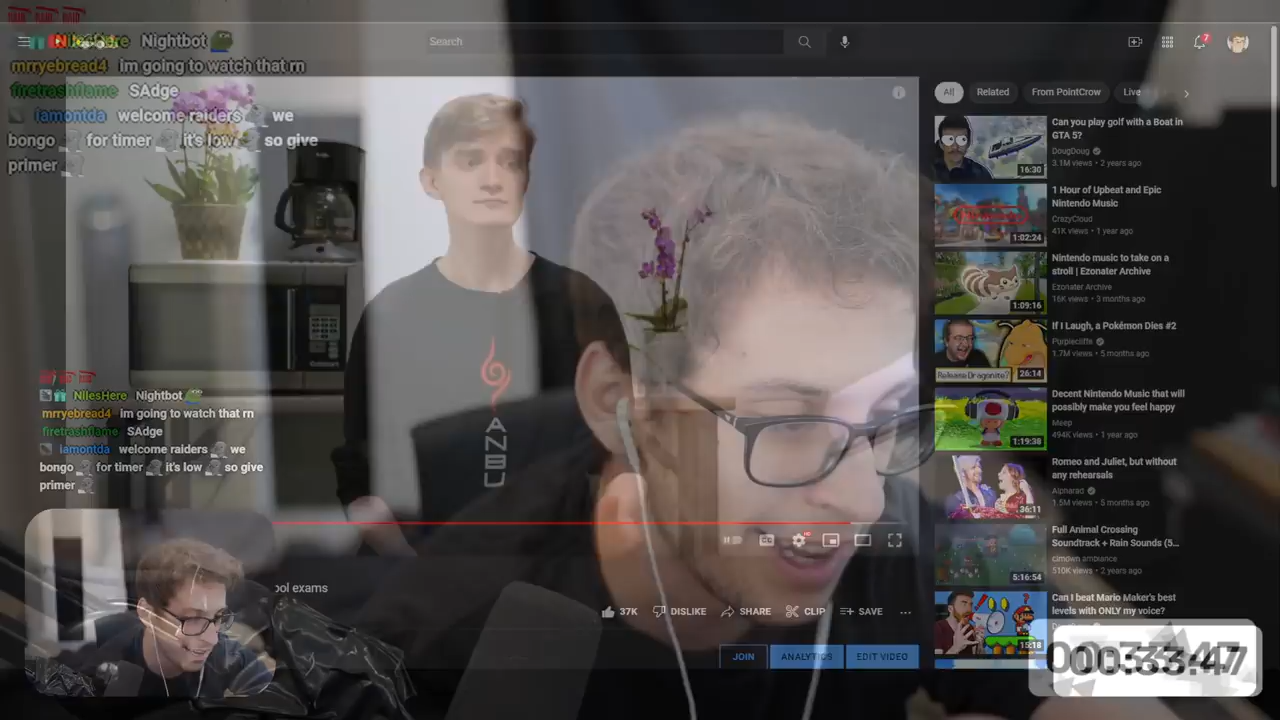 NilesHere Nightbot
mrryebread4 im going to watch that rn
firetrashflame SAdge
lamontda welcome raiders we
bongo for timer it's low so give
primer
Search
7
All
Related
From PointCrow
Live
Can you play golf with a Boat in
GTA 5?
DougDoug
3.1M views • 2 years ago
16:30
1 Hour of Upbeat and Epic
Nintendo Music
CrazyCloud
41K views • 1 year ago
1:02:24
Nintendo music to take on a
stroll | Ezonater Archive
Ezonater Archive
16K views • 3 months ago
1:09:16
If I Laugh, a Pokémon Dies #2
Purplecliffe
1.7M views • 5 months ago
Release Dragonite?
26:14
Decent Nintendo Music that will
possibly make you feel happy
Meep
494K views • 1 year ago
1:19:38
Romeo and Juliet, but without
any rehearsals
Alpharad
1.5M views • 5 months ago
36:11
Full Animal Crossing
Soundtrack + Rain Sounds (5...
cimown ambiance
510K views • 2 years ago
5:16:54
Can I beat Mario Maker's best
levels with ONLY my voice?
15:18
ANBU
NilesHere Nightbot
mrryebread4 im going to watch that rn
firetrashflame SAdge
lamontda welcome raiders we
bongo for timer it's low so give
primer
CC
ool exams
37K
DISLIKE
SHARE
CLIP
SAVE
JOIN
ANALYTICS
EDIT VIDEO